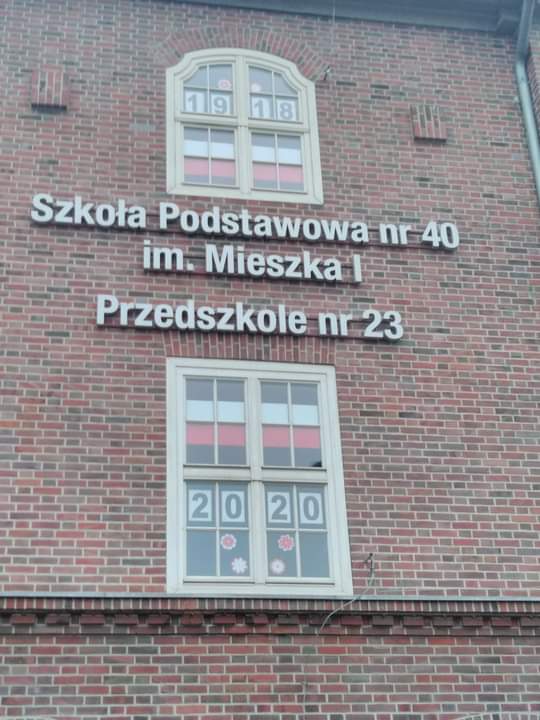 1918
Szkoła Podstawowa nr 40
im. Mieszka I
Przedszkole nr 23
2020